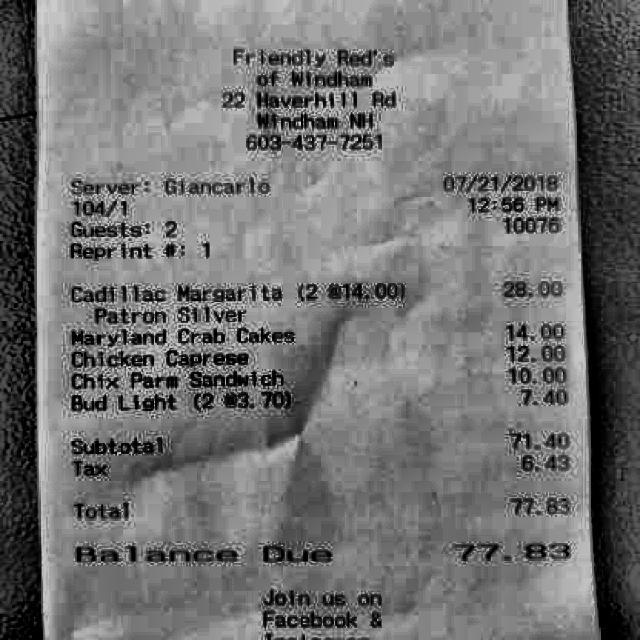 Friendly Red's
of Windham
22 Haverhill Rd
Windham NH
603-437-7251
Server: Giancarlo 07/21/2018
104/1 12:56 PM
Guests: 2 10076
Reprint #: 1
Cadillac Margarita (2 @14.00) 28.00
Patron Silver
Maryland Crab Cakes 14.00
Chicken Caprese 12.00
Chix Parm Sandwich 10.00
Bud Light (2 @3.70) 7.40
Subtotal 71.40
Tax 6.43
Total 77.83
Balance Due 77.83
Join us on
Facebook &